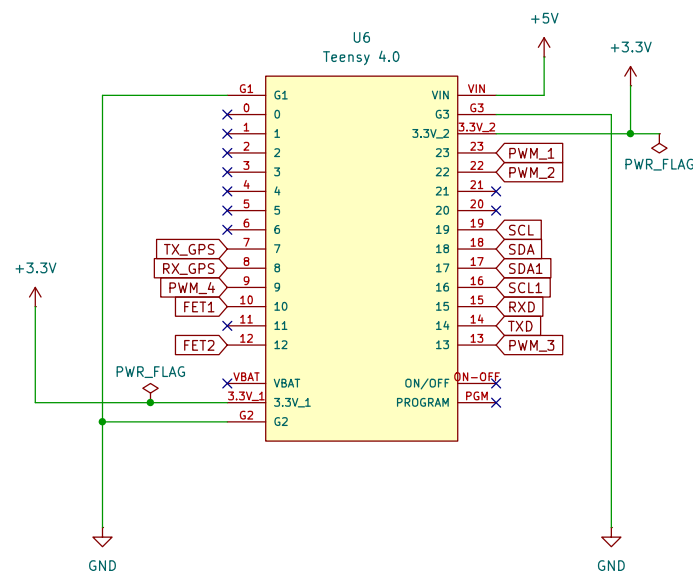 +5V
U6
Teensy 4.0
+3.3V
G1 G1 VIN VIN
0 0 G3 G3
1 1 3.3V_2 3.3V_2
PWR_FLAG
2 2 23 23 PWM_1
3 3 22 22 PWM_2
4 4 21 21
5 5 20 20
6 6 19 19 SCL
TX_GPS 7 7 18 18 SDA
RX_GPS 8 8 17 17 SDA1
+3.3V
PWM_4 9 9 16 16 SCL1
FET1 10 10 15 15 RXD
11 11 14 14 TXD
FET2 12 12 13 13 PWM_3
PWR_FLAG
VBAT VBAT ON/OFF ON-OFF
3.3V_1 3.3V_1 PROGRAM PGM
G2 G2
GND GND